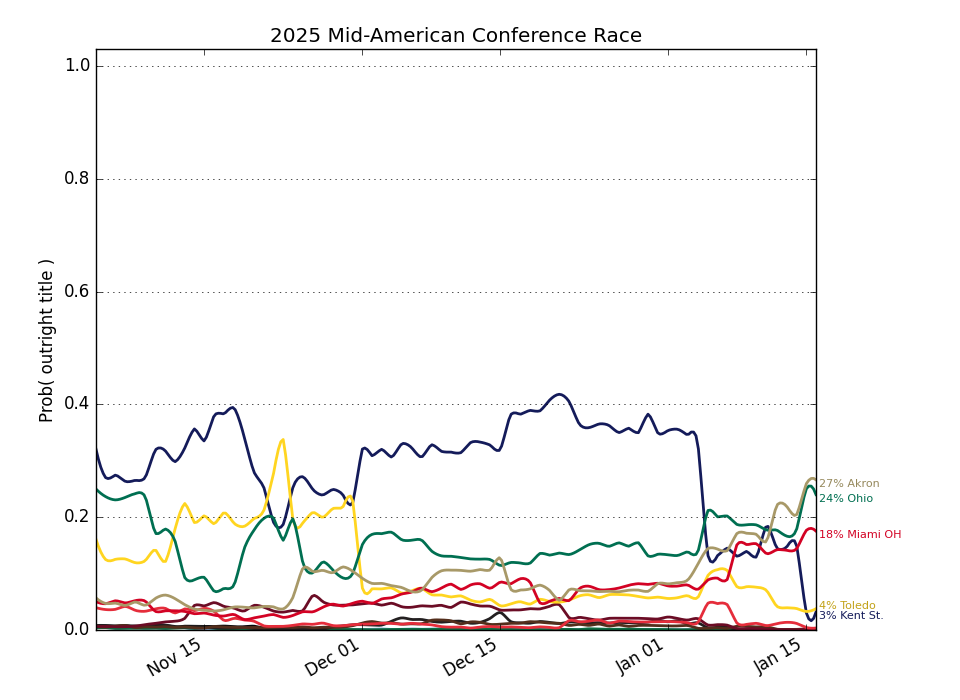 2025 Mid-American Conference Race
1.0
0.8
0.6
0.4
0.2
0.0
Prob( outright title )
27% Akron
24% Ohio
18% Miami OH
4% Toledo
3% Kent St.
Nov 15
Dec 01
Dec 15
Jan 01
Jan 15